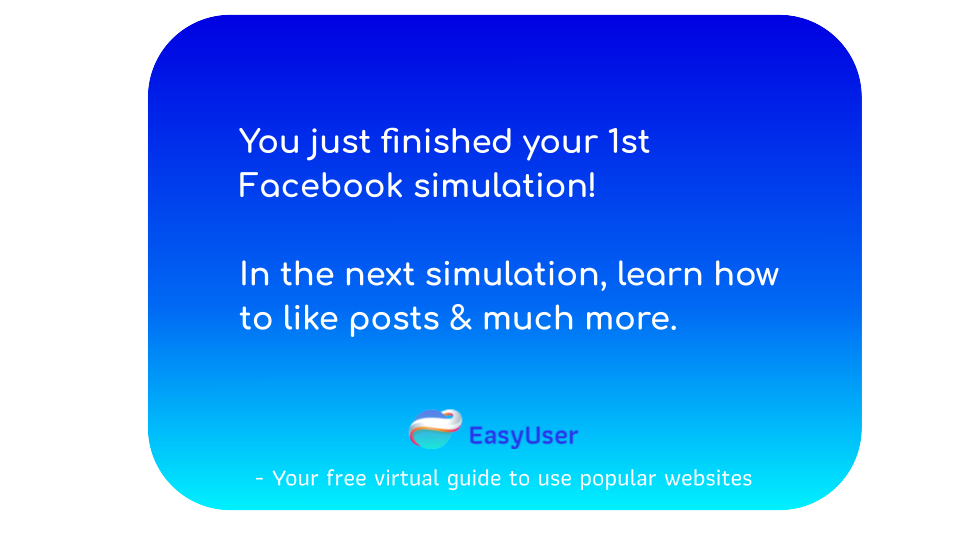 You just finished your 1st
Facebook simulation!
In the next simulation, learn how
to like posts & much more.
EasyUser
- Your free virtual guide to use popular websites